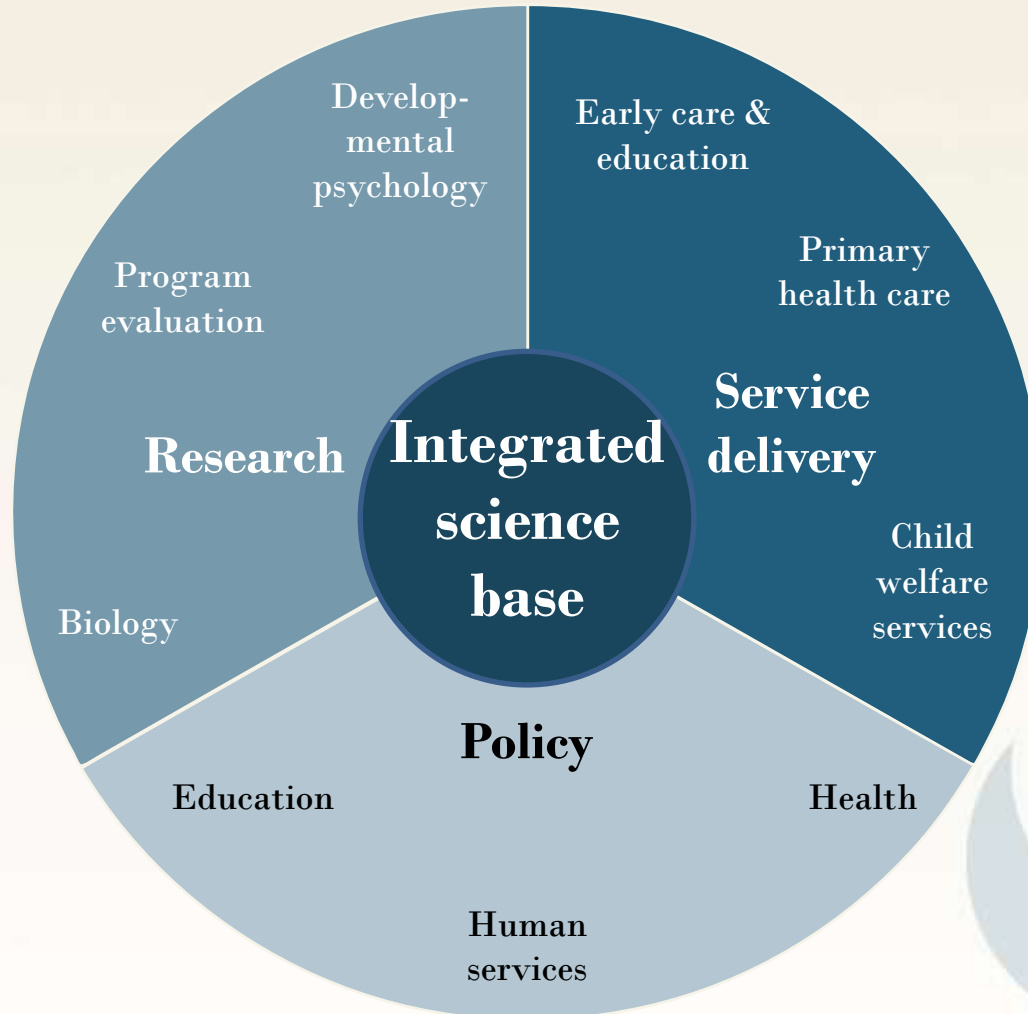 Develop-
mental
psychology
Program
evaluation
Research
Biology
Early care &
education
Primary
health care
Service
delivery
Child
welfare
services
Integrated
science
base
Policy
Education
Health
Human
services